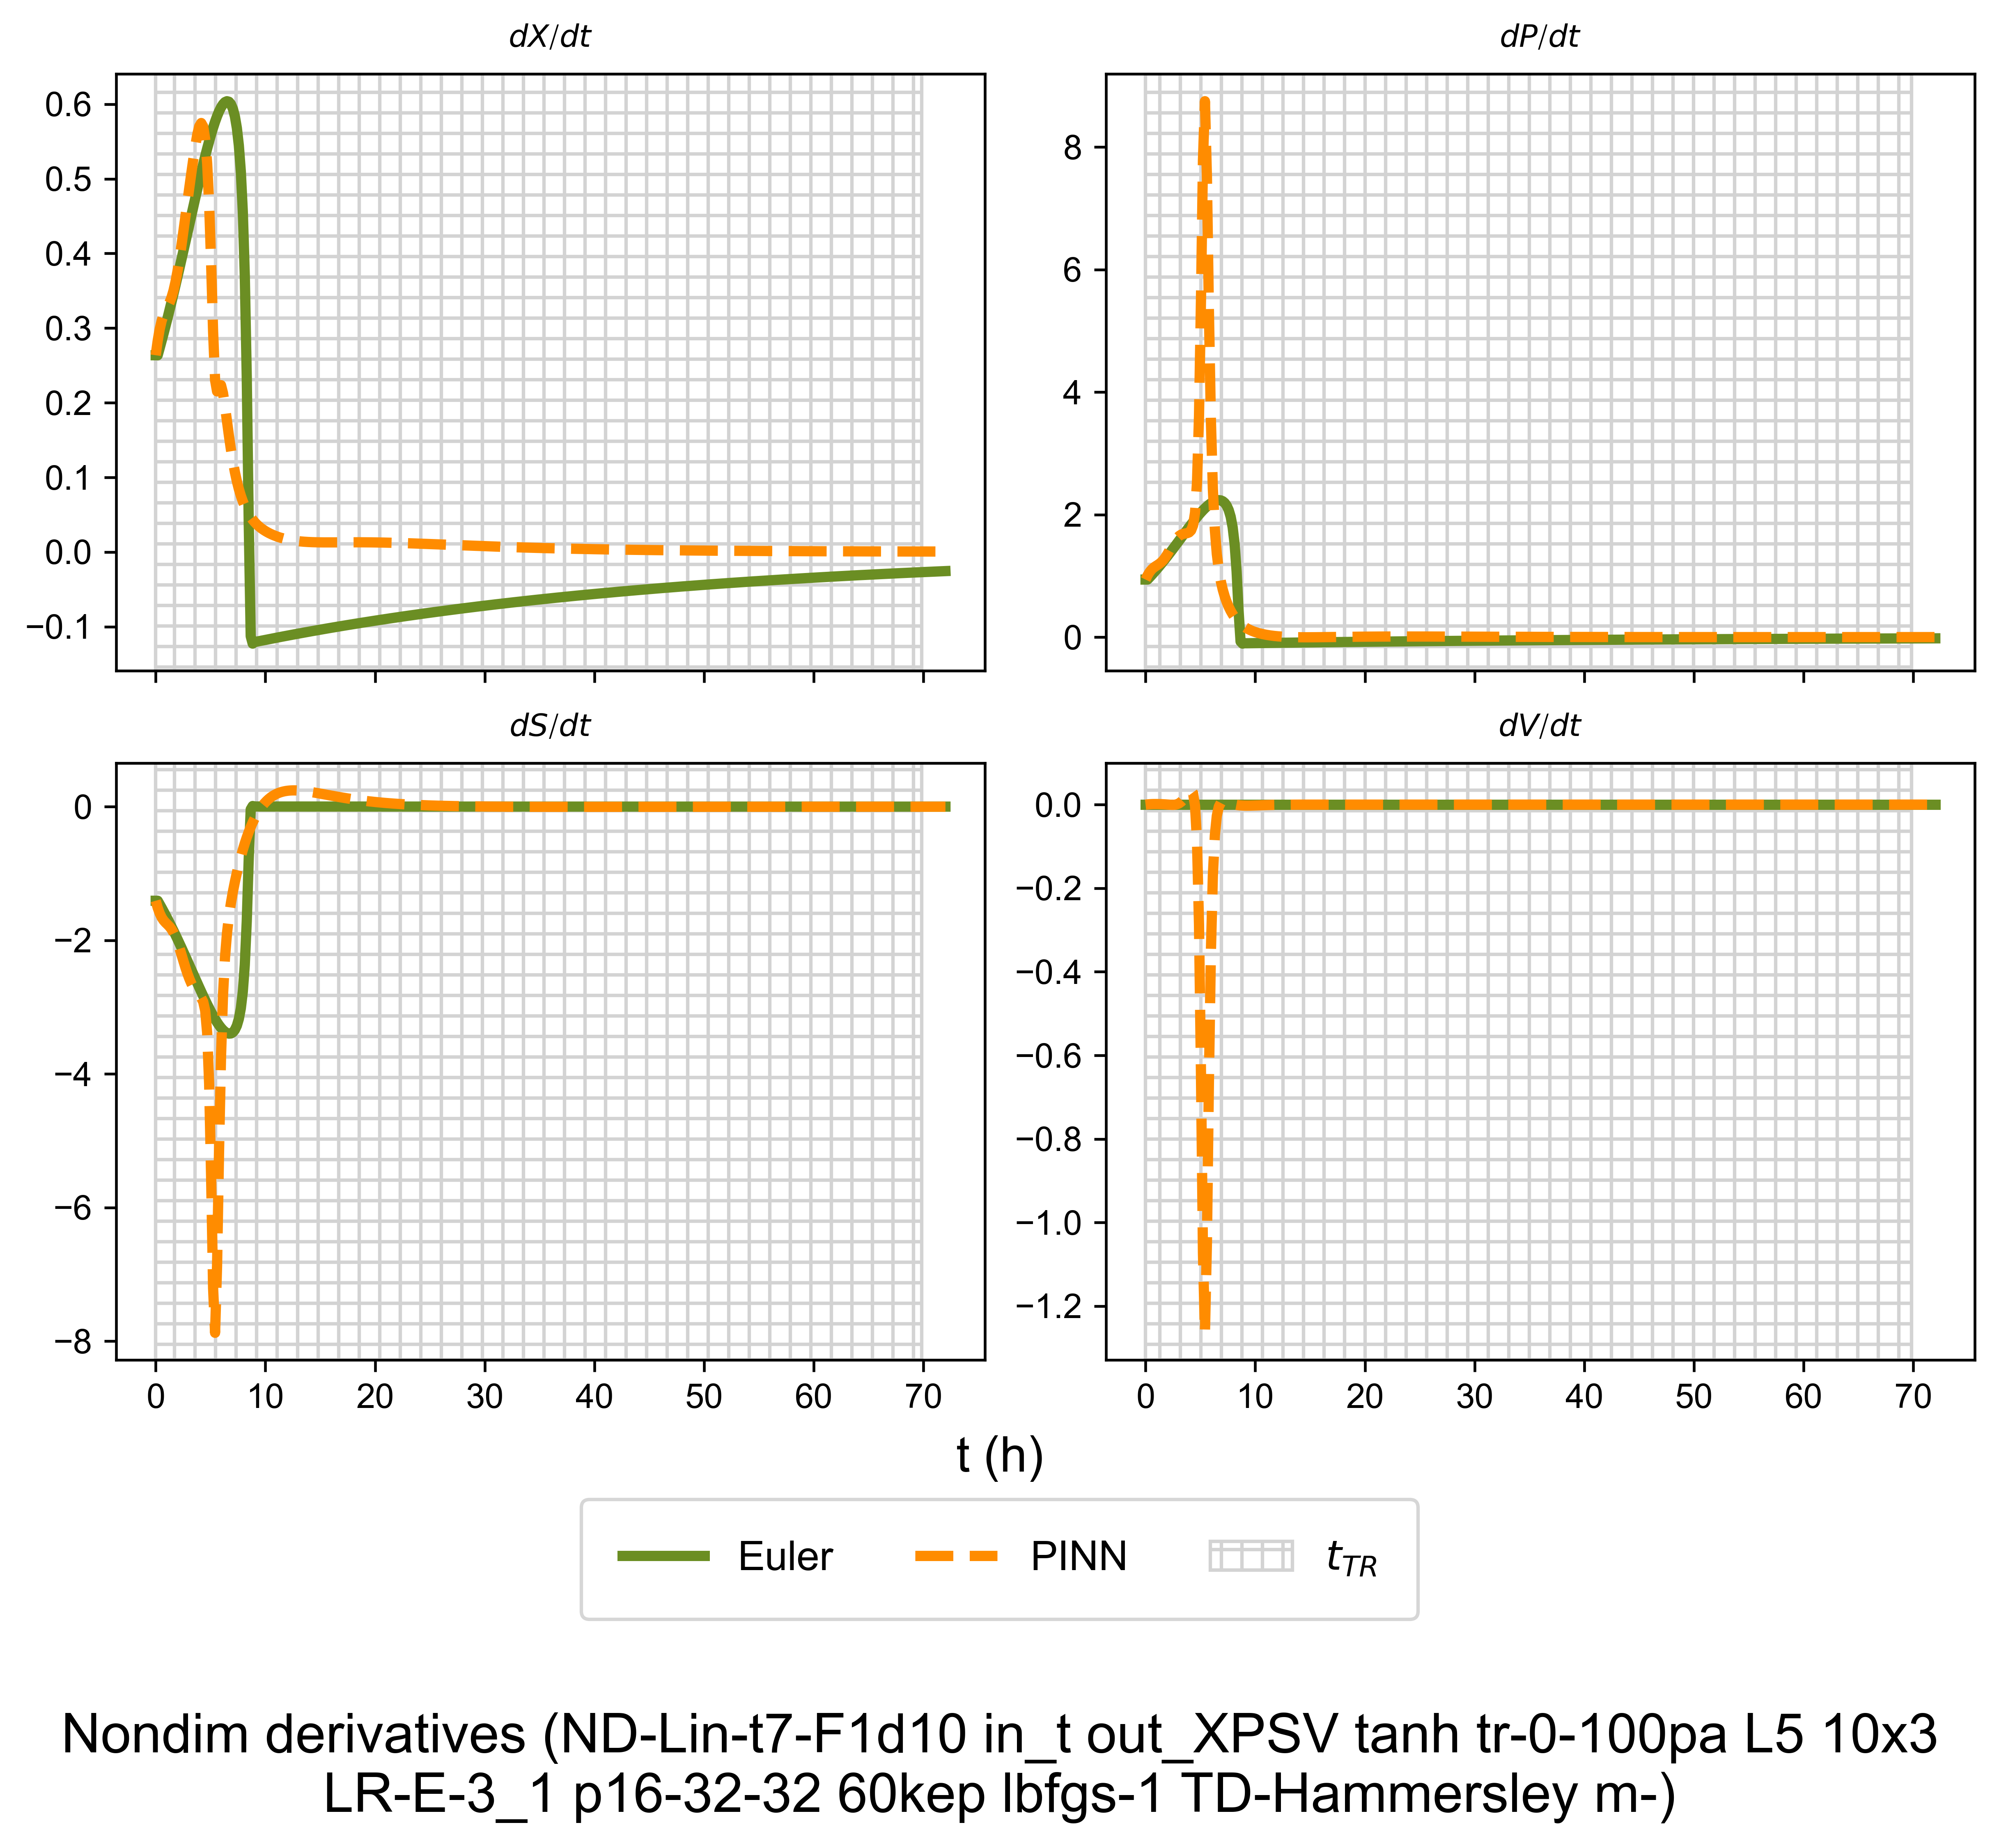 dX/dt
dP/dt
0.6
0.5
0.4
0.3
0.2
0.1
0.0
−0.1
8
6
4
2
0
dS/dt
dV/dt
0
−2
−4
−6
−8
0.0
−0.2
−0.4
−0.6
−0.8
−1.0
−1.2
0 10 20 30 40 50 60 70
0 10 20 30 40 50 60 70
t (h)
Euler PINN t_TR
Nondim derivatives (ND-Lin-t7-F1d10 in_t out_XPSV tanh tr-0-100pa L5 10x3
LR-E-3_1 p16-32-32 60kep lbfgs-1 TD-Hammersley m-)